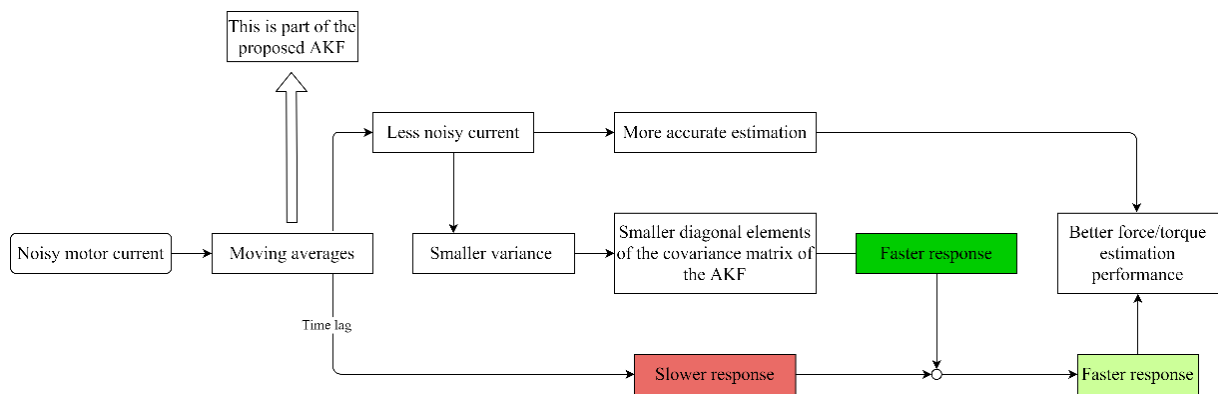 This is part of the
proposed AKF
Less noisy current
More accurate estimation
Noisy motor current
Moving averages
Smaller variance
Smaller diagonal elements
of the covariance matrix of
the AKF
Faster response
Better force/torque
estimation
performance
Time lag
Slower response
Faster response